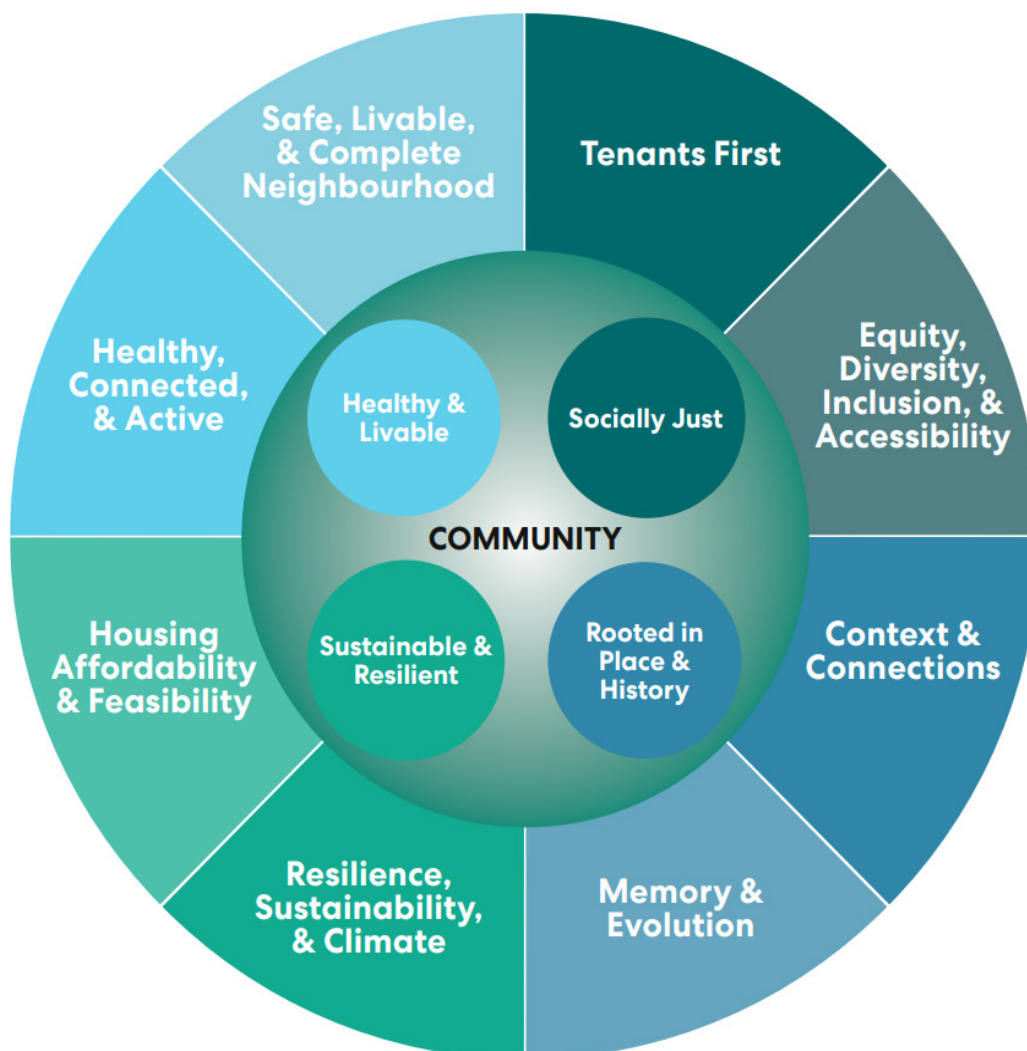 Safe, Livable,
& Complete
Neighbourhood
Tenants First
Equity,
Diversity,
Inclusion, &
Accessibility
Context &
Connections
Memory &
Evolution
Resilience,
Sustainability,
& Climate
Housing
Affordability
& Feasibility
Healthy,
Connected,
& Active
Healthy &
Livable
Socially Just
COMMUNITY
Sustainable &
Resilient
Rooted in
Place &
History